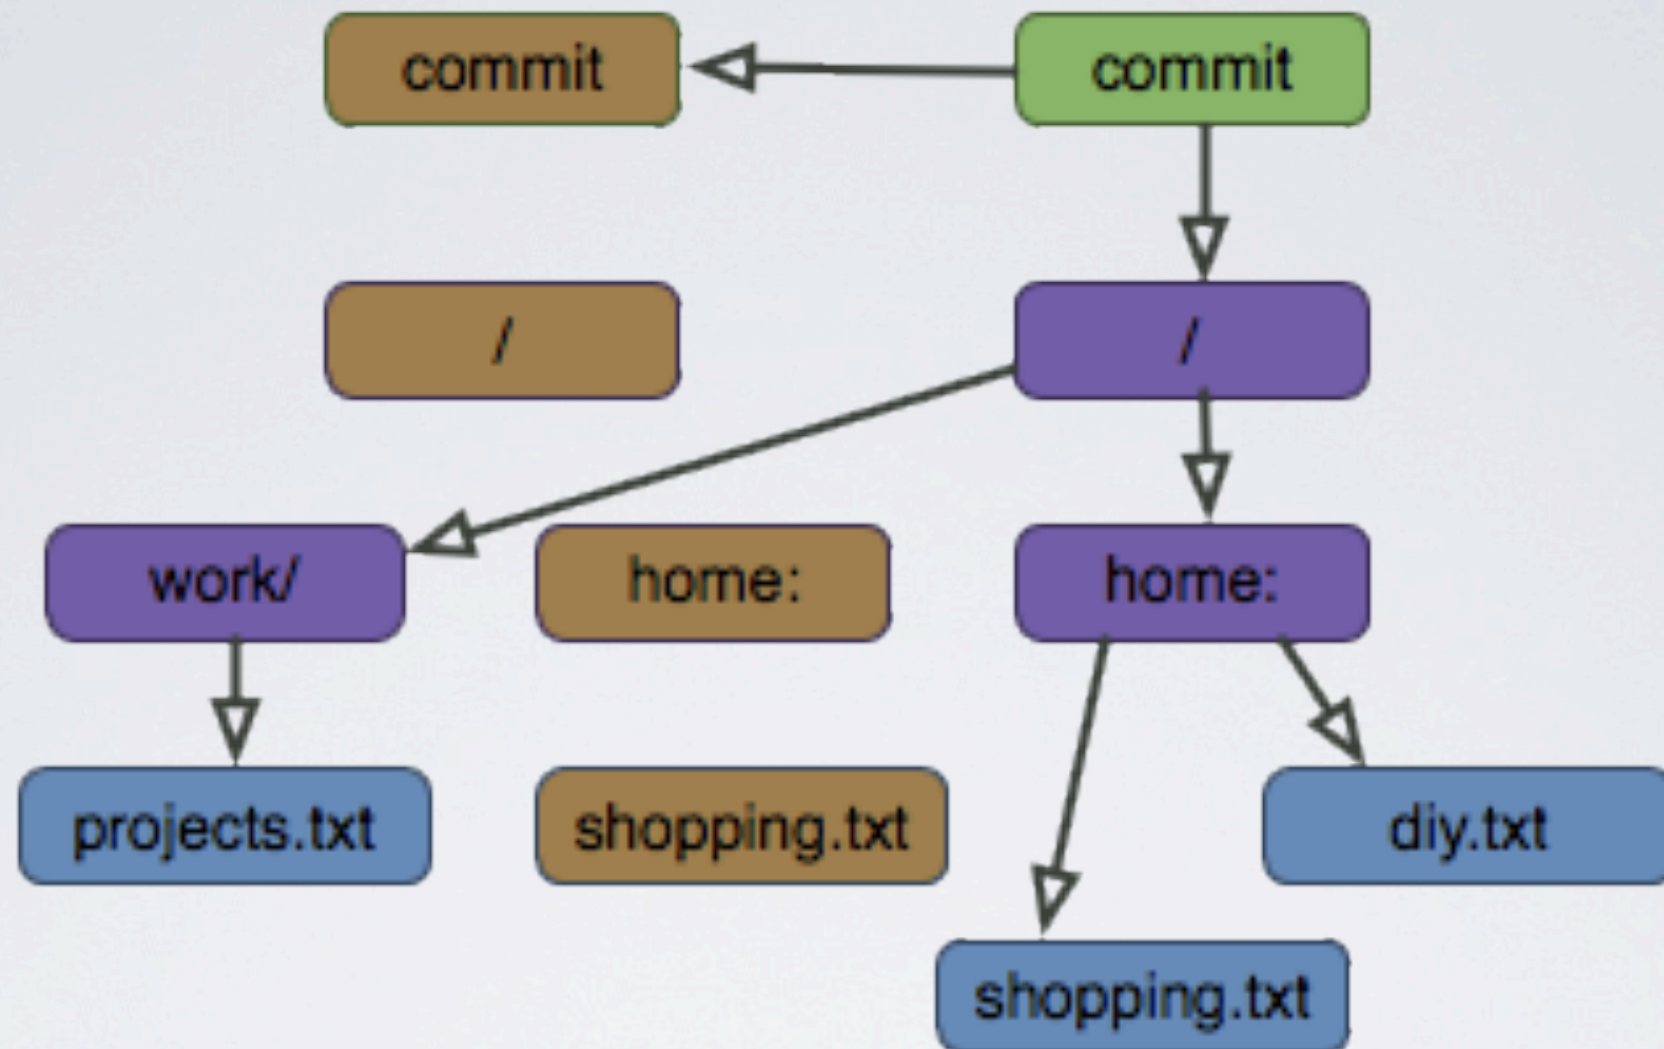 commit
commit
/
/
work/
home:
home:
projects.txt
shopping.txt
diy.txt
shopping.txt